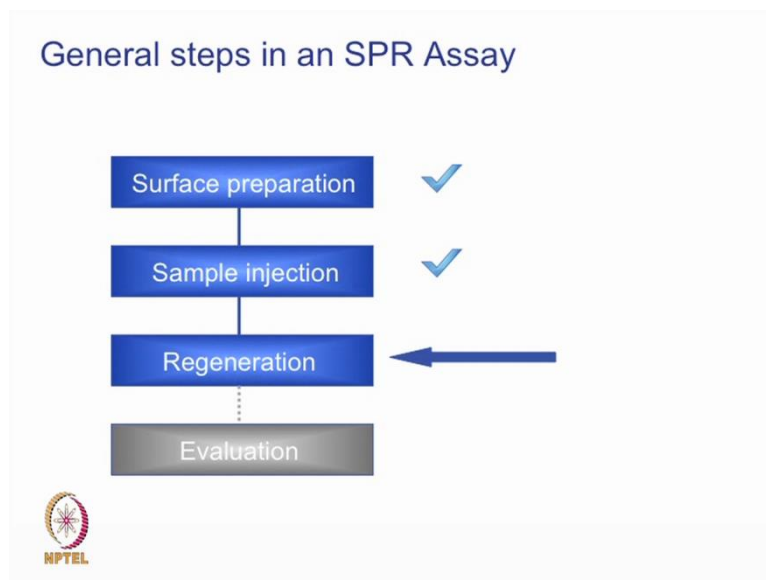 General steps in an SPR Assay
Surface preparation
Sample injection
Regeneration
Evaluation
NPTEL